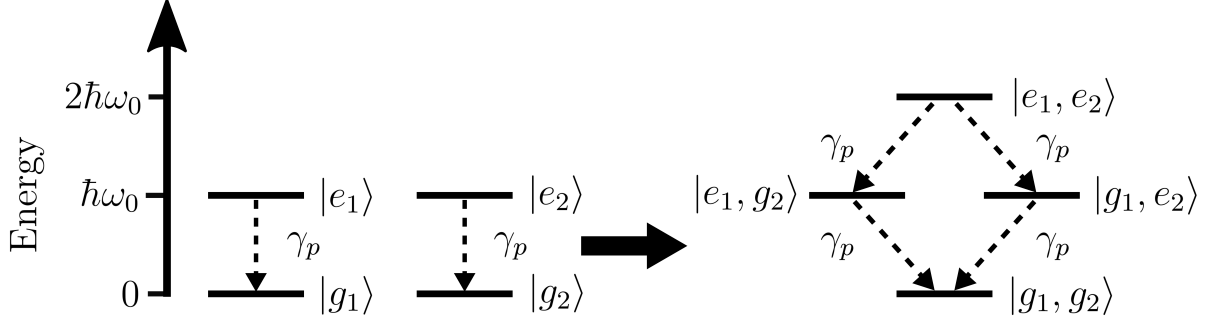 Energy
2ℏω₀
ℏω₀
0
|e₁⟩
|e₂⟩
γₚ
γₚ
|g₁⟩
|g₂⟩
|e₁, e₂⟩
γₚ
γₚ
|e₁, g₂⟩
|g₁, e₂⟩
γₚ
γₚ
|g₁, g₂⟩